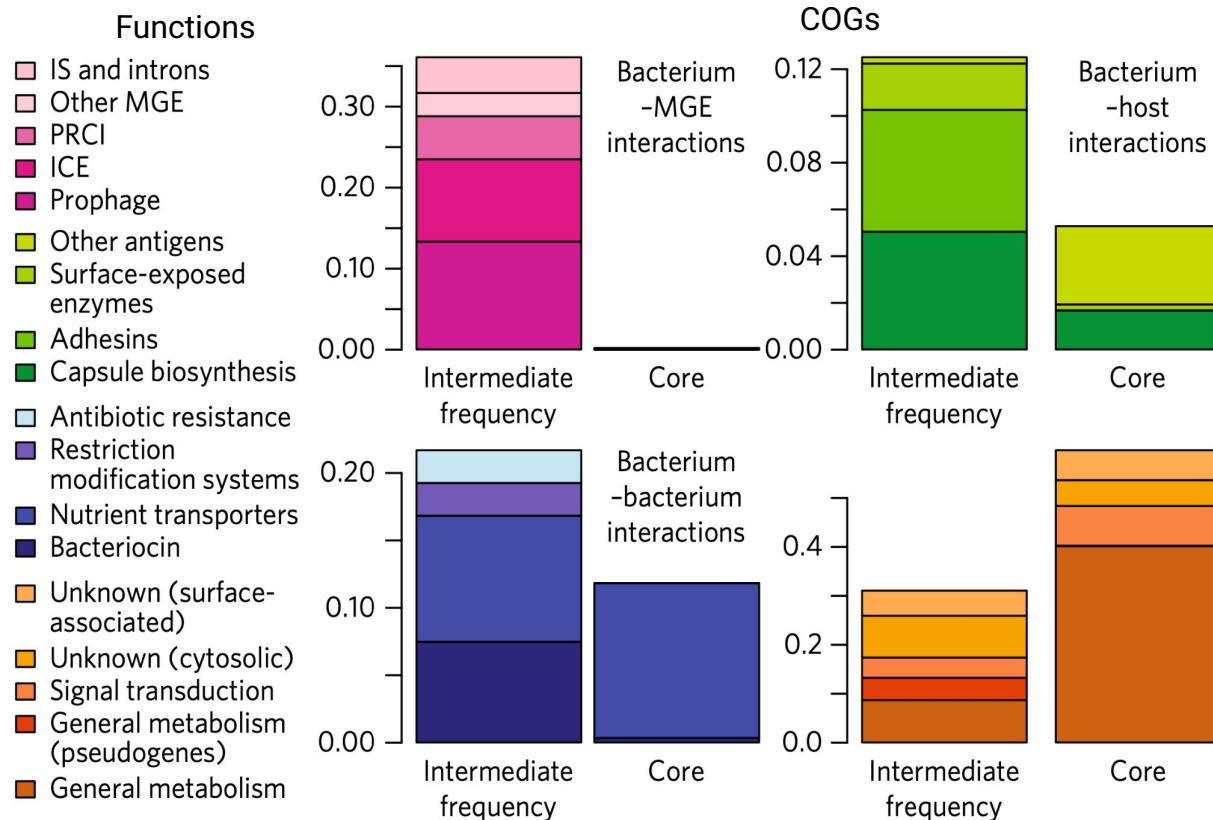 Functions
IS and introns
Other MGE
PRCI
ICE
Prophage
Other antigens
Surface-exposed
enzymes
Adhesins
Capsule biosynthesis
Antibiotic resistance
Restriction
modification systems
Nutrient transporters
Bacteriocin
Unknown (surface-
associated)
Unknown (cytosolic)
Signal transduction
General metabolism
(pseudogenes)
General metabolism
COGs
0.30
0.20
0.10
0.00
Bacterium
–MGE
interactions
Intermediate
frequency
Core
0.12
0.08
0.04
0.00
Bacterium
–host
interactions
Intermediate
frequency
Core
0.20
0.10
0.00
Bacterium
–bacterium
interactions
Intermediate
frequency
Core
0.4
0.2
0.0
Intermediate
frequency
Core